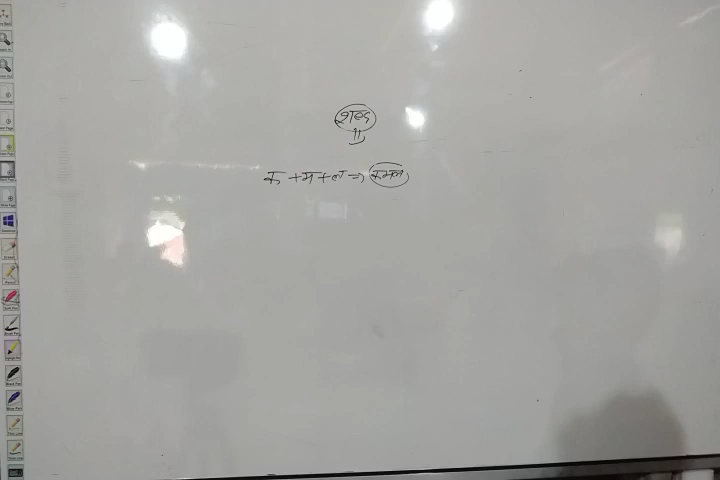 शब्द
क + म + ल ⇒ कमल